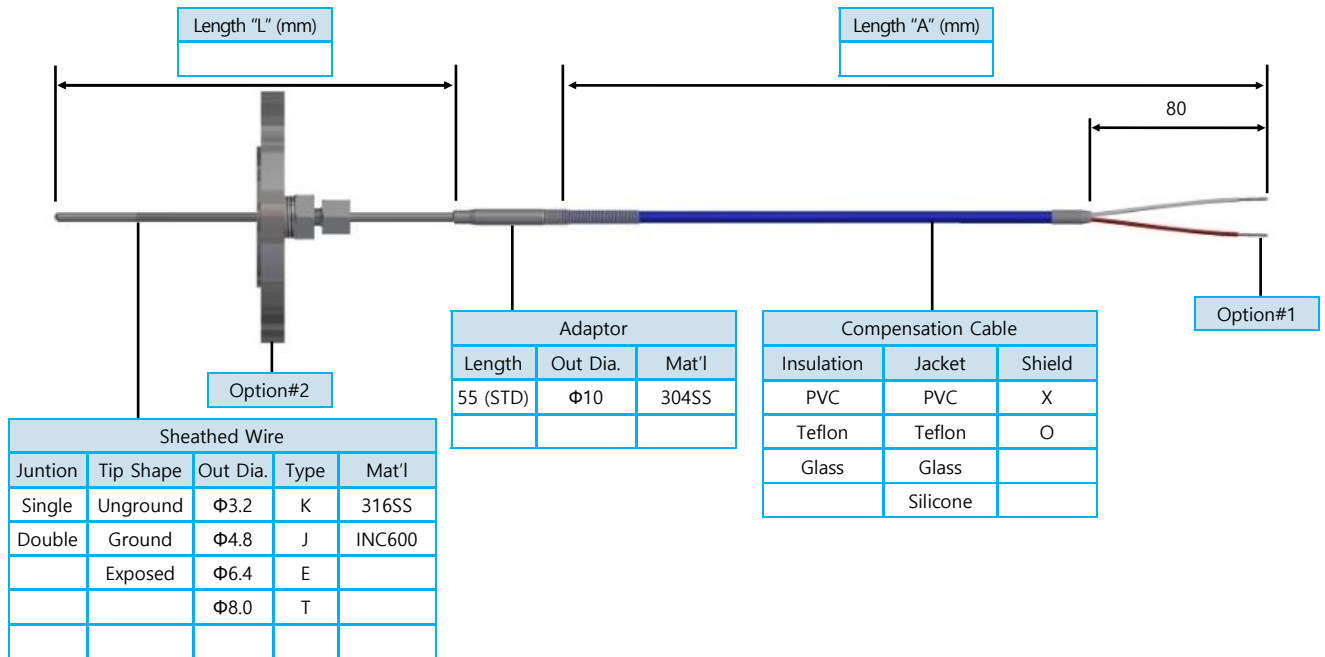 Length "L" (mm)
Length "A" (mm)
80
Option#1
Option#2
Adaptor
Length Out Dia. Mat'l
55 (STD) Φ10 304SS
Compensation Cable
Insulation Jacket Shield
PVC PVC X
Teflon Teflon O
Glass Glass
Silicone
Sheathed Wire
Juntion Tip Shape Out Dia. Type Mat'l
Single Unground Φ3.2 K 316SS
Double Ground Φ4.8 J INC600
Exposed Φ6.4 E
Φ8.0 T